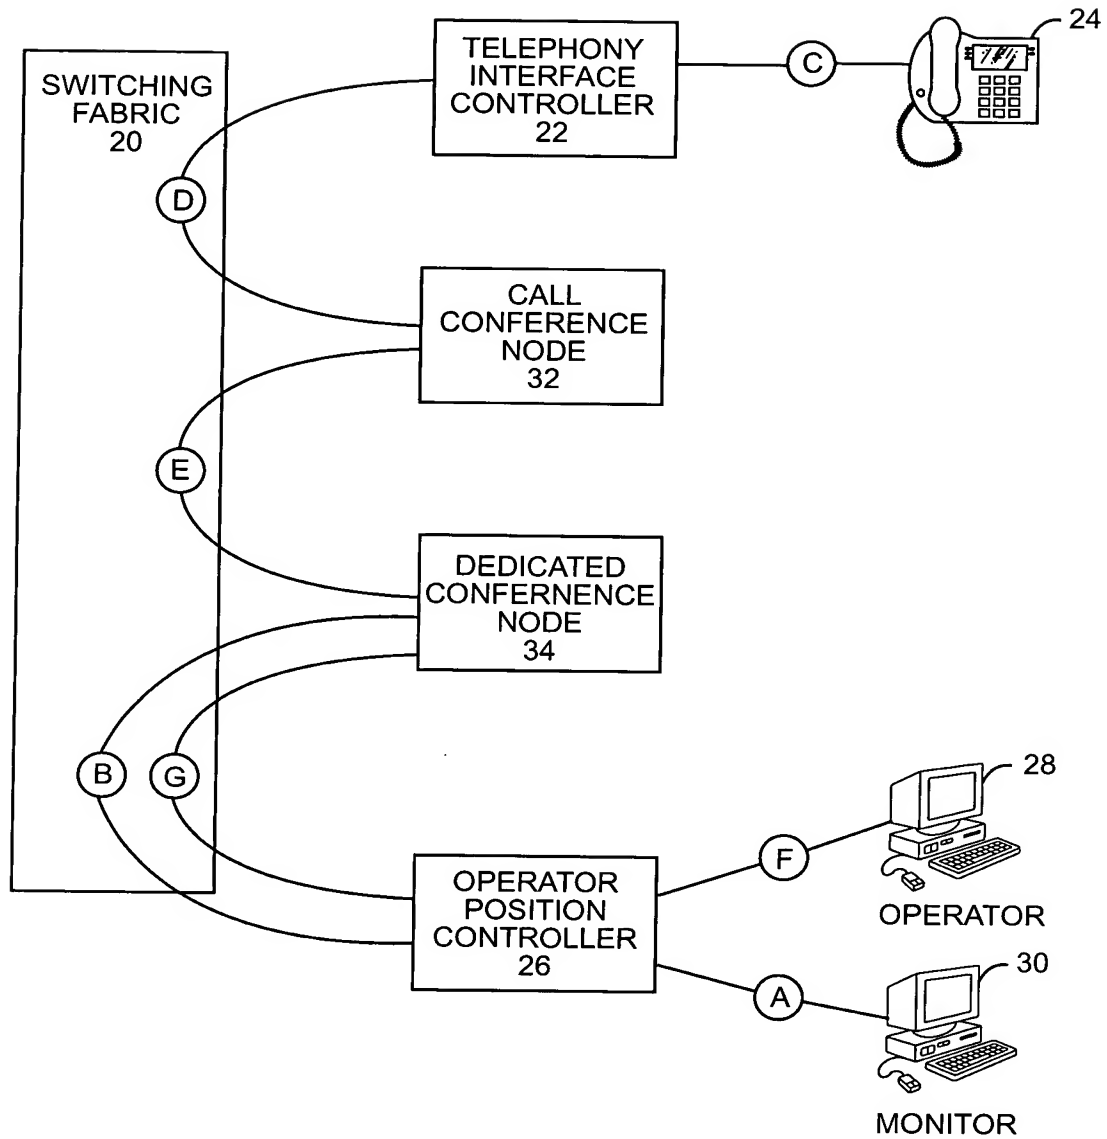 SWITCHING
FABRIC
20
TELEPHONY
INTERFACE
CONTROLLER
22
C
24
D
CALL
CONFERENCE
NODE
32
E
DEDICATED
CONFERNENCE
NODE
34
B
G
OPERATOR
POSITION
CONTROLLER
26
F
28
OPERATOR
A
30
MONITOR